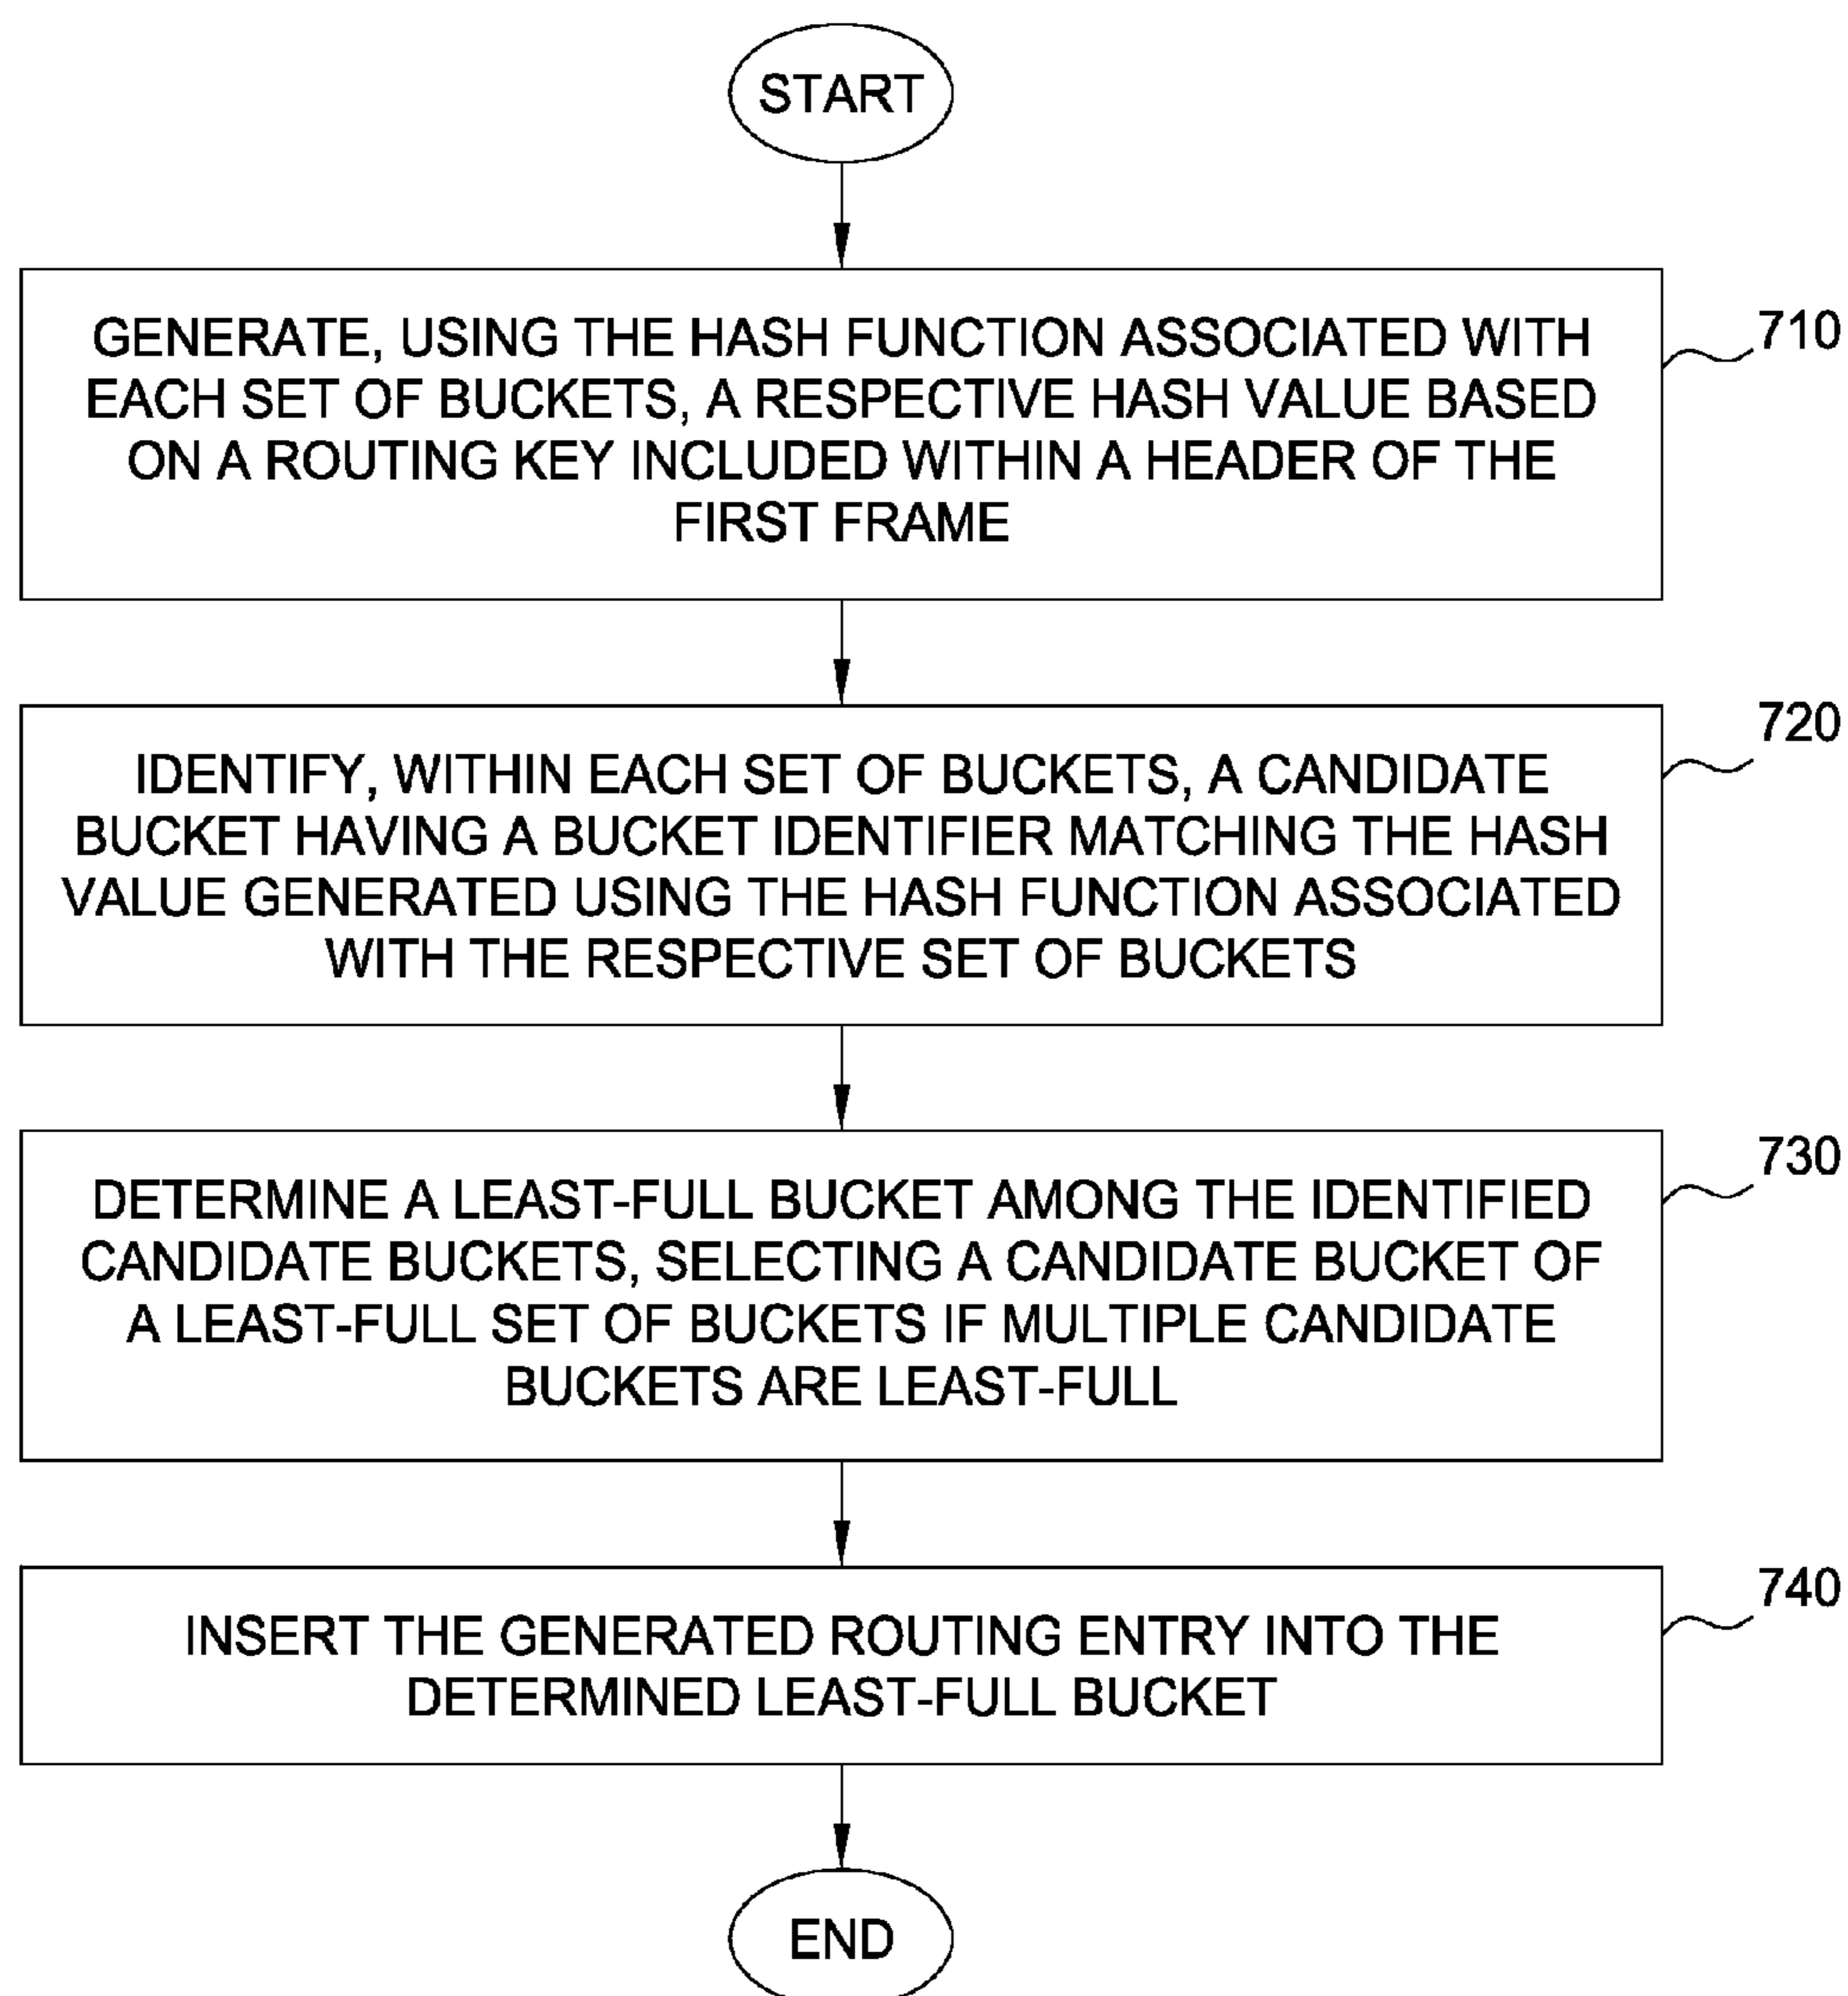 START
GENERATE, USING THE HASH FUNCTION ASSOCIATED WITH
EACH SET OF BUCKETS, A RESPECTIVE HASH VALUE BASED
ON A ROUTING KEY INCLUDED WITHIN A HEADER OF THE
FIRST FRAME
710
IDENTIFY, WITHIN EACH SET OF BUCKETS, A CANDIDATE
BUCKET HAVING A BUCKET IDENTIFIER MATCHING THE HASH
VALUE GENERATED USING THE HASH FUNCTION ASSOCIATED
WITH THE RESPECTIVE SET OF BUCKETS
720
DETERMINE A LEAST-FULL BUCKET AMONG THE IDENTIFIED
CANDIDATE BUCKETS, SELECTING A CANDIDATE BUCKET OF
A LEAST-FULL SET OF BUCKETS IF MULTIPLE CANDIDATE
BUCKETS ARE LEAST-FULL
730
INSERT THE GENERATED ROUTING ENTRY INTO THE
DETERMINED LEAST-FULL BUCKET
740
END